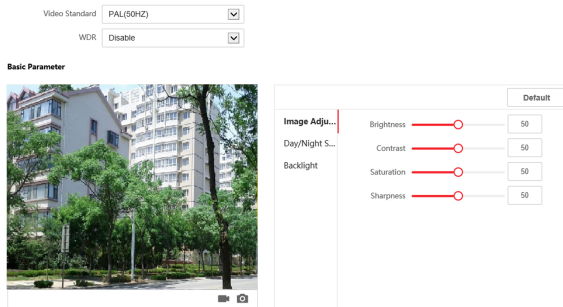 Video Standard PAL(50HZ)
WDR Disable
Basic Parameter
Default
Image Adju... Brightness 50
Day/Night S... Contrast 50
Backlight Saturation 50
Sharpness 50